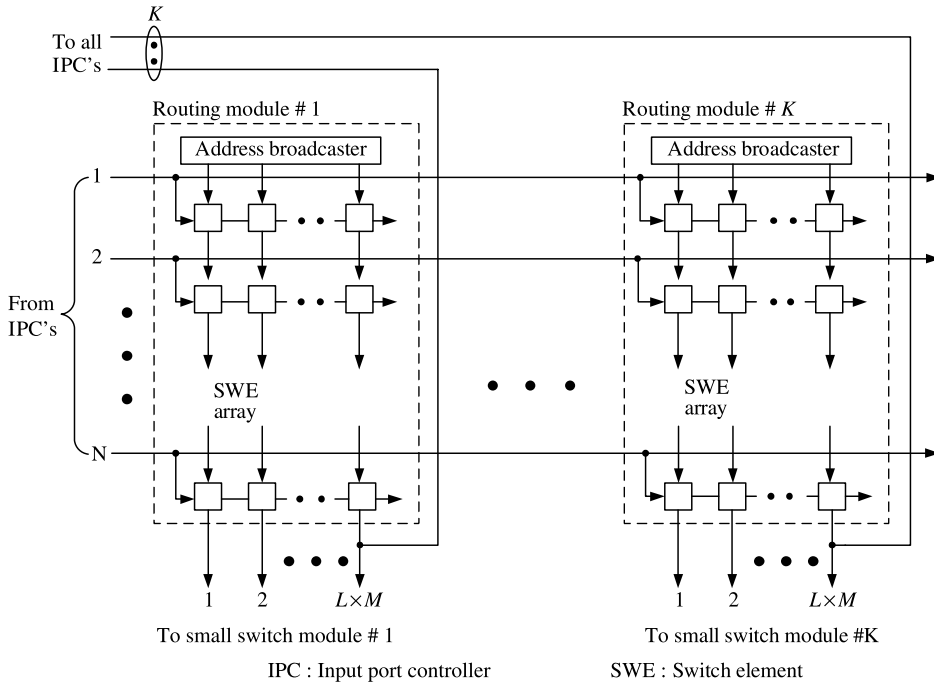 K
To all
IPC's
Routing module # 1
Routing module # K
Address broadcaster
Address broadcaster
1
2
From
IPC's
SWE
array
SWE
array
N
1
2
L×M
1
2
L×M
To small switch module # 1
To small switch module #K
IPC : Input port controller
SWE : Switch element